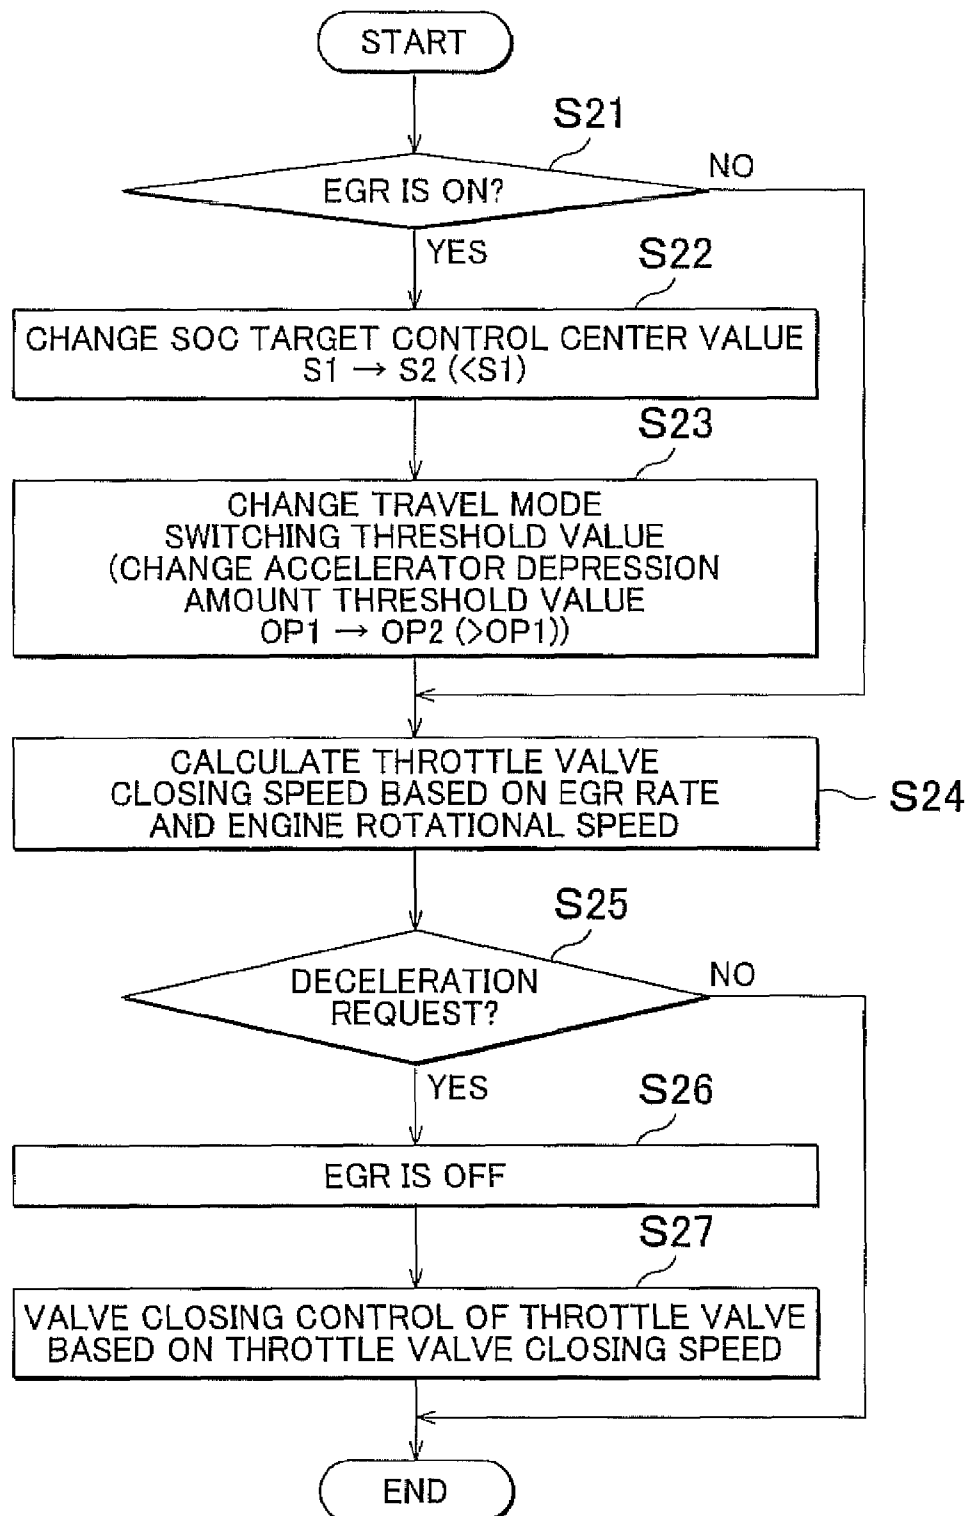 START
S21
EGR IS ON?
NO
YES
S22
CHANGE SOC TARGET CONTROL CENTER VALUE
S1 → S2 (<S1)
S23
CHANGE TRAVEL MODE
SWITCHING THRESHOLD VALUE
(CHANGE ACCELERATOR DEPRESSION
AMOUNT THRESHOLD VALUE
OP1 → OP2 (>OP1))
CALCULATE THROTTLE VALVE
CLOSING SPEED BASED ON EGR RATE
AND ENGINE ROTATIONAL SPEED
S24
S25
DECELERATION
REQUEST?
NO
YES
S26
EGR IS OFF
S27
VALVE CLOSING CONTROL OF THROTTLE VALVE
BASED ON THROTTLE VALVE CLOSING SPEED
END